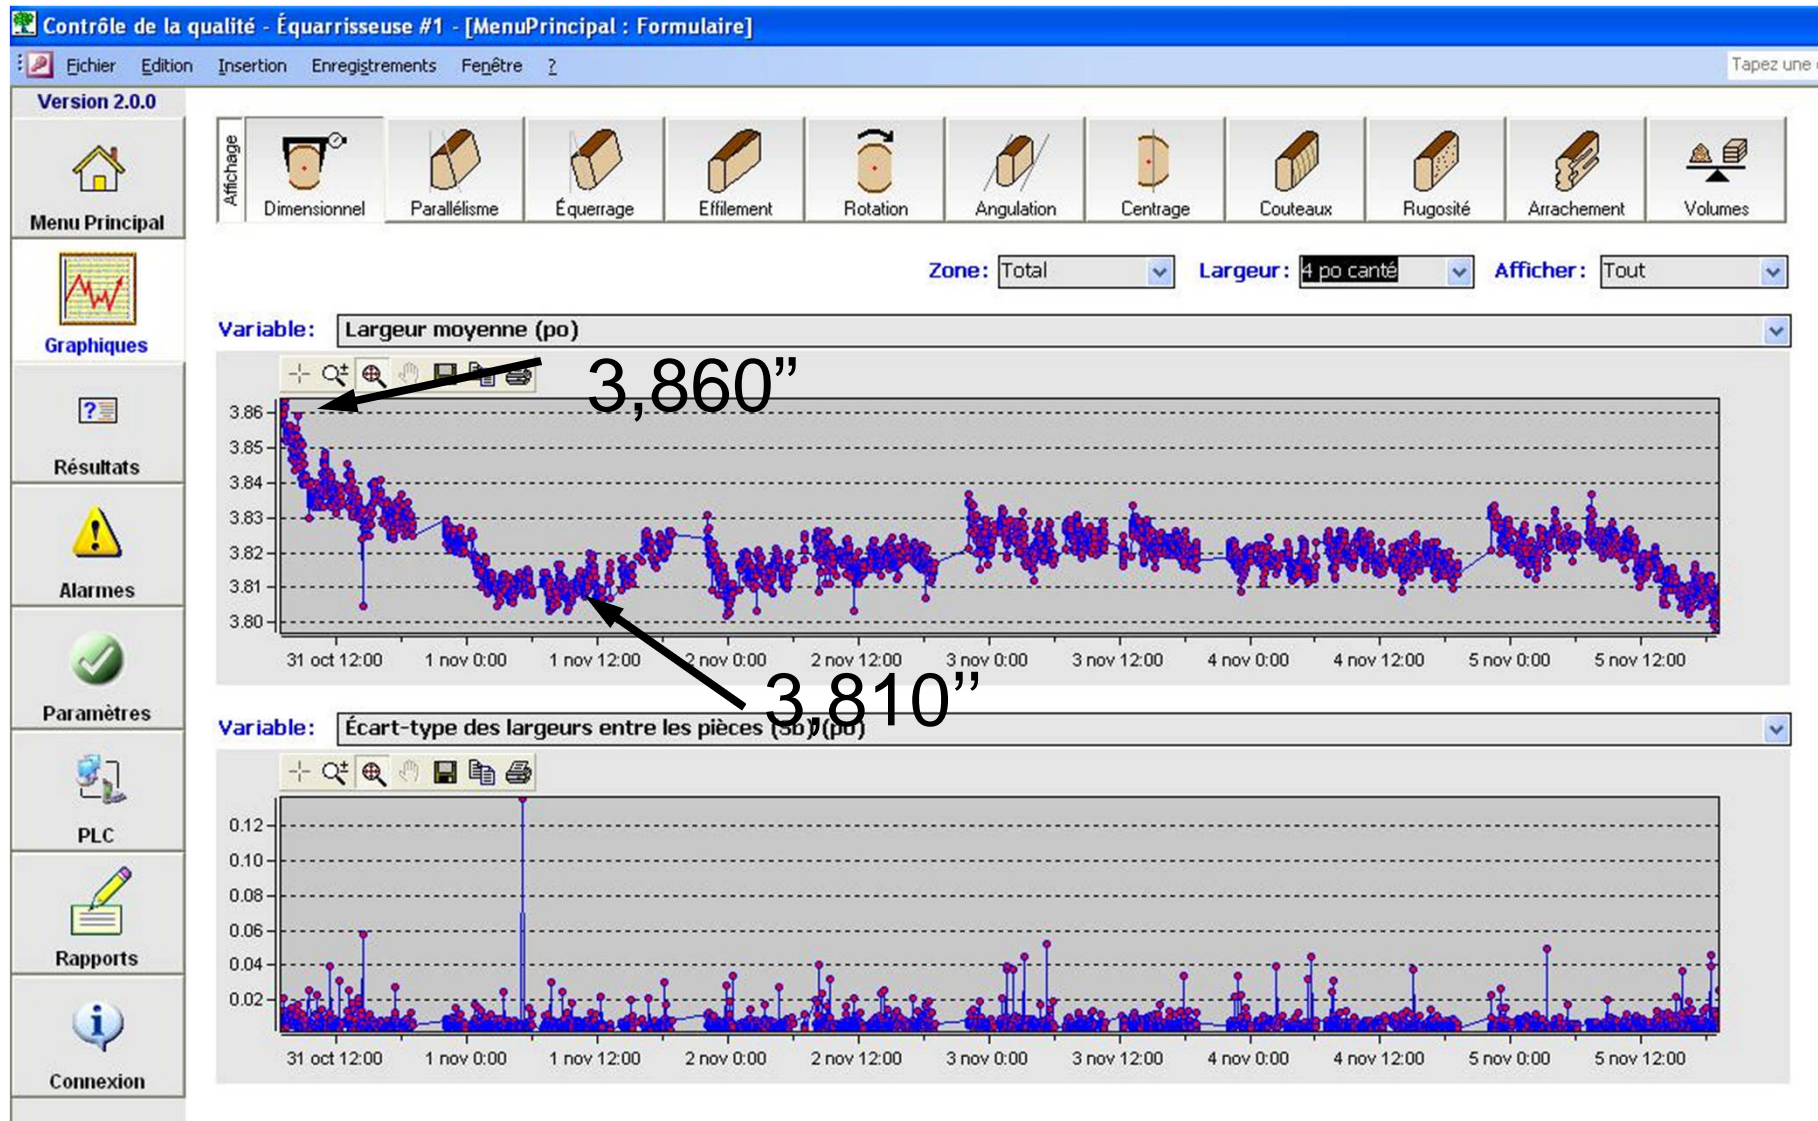 Contrôle de la qualité - Équarrisseuse #1 - [MenuPrincipal : Formulaire]
Fichier Edition Insertion Enregistrements Fenêtre ?
Tapez une
Version 2.0.0
Menu Principal
Graphiques
Résultats
Alarmes
Paramètres
PLC
Rapports
Connexion
Affichage
Dimensionnel Parallélisme Équerrage Effilement Rotation Angulation Centrage Couteaux Rugosité Arrachement Volumes
Zone: Total Largeur: 4 po canté Afficher: Tout
Variable: Largeur moyenne (po)
3,860”
3.86
3.85
3.84
3.83
3.82
3.81
3.80
31 oct 12:00 1 nov 0:00 1 nov 12:00 2 nov 0:00 2 nov 12:00 3 nov 0:00 3 nov 12:00 4 nov 0:00 4 nov 12:00 5 nov 0:00 5 nov 12:00
3,810’’
Variable: Écart-type des largeurs entre les pièces (Sb) (po)
0.12
0.10
0.08
0.06
0.04
0.02
31 oct 12:00 1 nov 0:00 1 nov 12:00 2 nov 0:00 2 nov 12:00 3 nov 0:00 3 nov 12:00 4 nov 0:00 4 nov 12:00 5 nov 0:00 5 nov 12:00